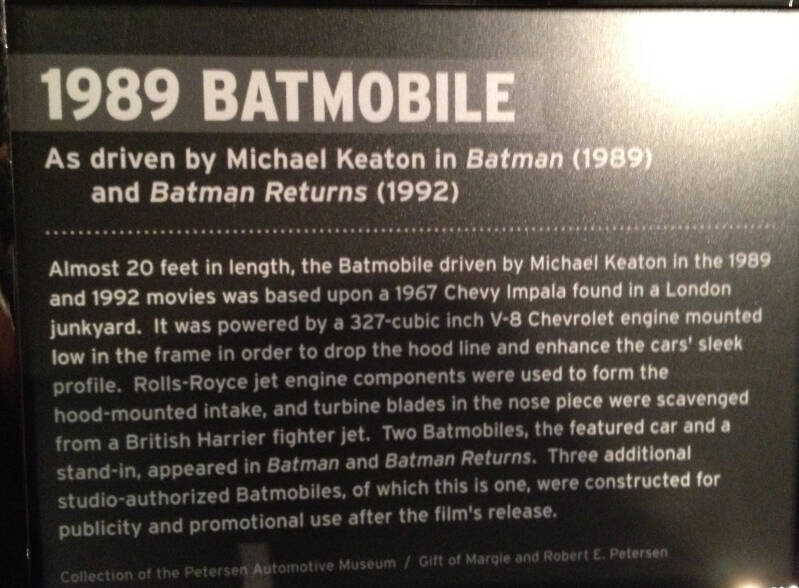 1989 BATMOBILE
As driven by Michael Keaton in Batman (1989)
and Batman Returns (1992)
Almost 20 feet in length, the Batmobile driven by Michael Keaton in the 1989
and 1992 movies was based upon a 1967 Chevy Impala found in a London
junkyard. It was powered by a 327-cubic inch V-8 Chevrolet engine mounted
low in the frame in order to drop the hood line and enhance the cars' sleek
profile. Rolls-Royce jet engine components were used to form the
hood-mounted intake, and turbine blades in the nose piece were scavenged
from a British Harrier fighter jet. Two Batmobiles, the featured car and a
stand-in, appeared in Batman and Batman Returns. Three additional
studio-authorized Batmobiles, of which this is one, were constructed for
publicity and promotional use after the film's release.
Collection of the Petersen Automotive Museum / Gift of Margie and Robert E. Petersen